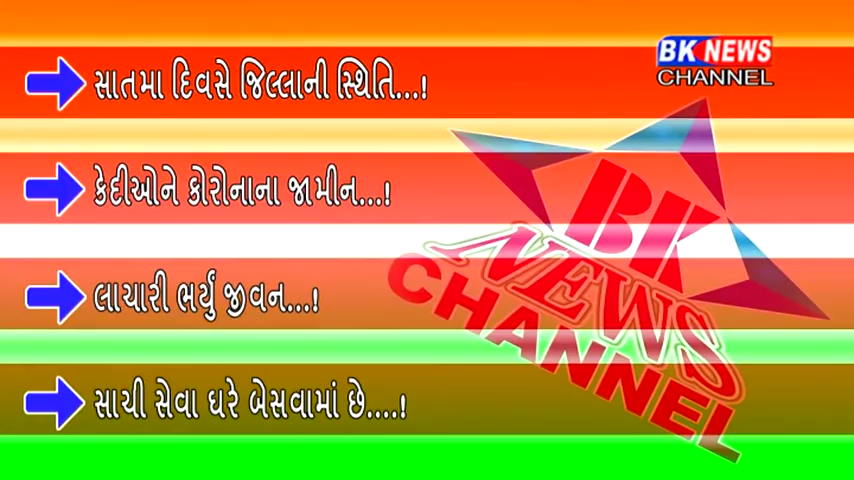 BK NEWS
CHANNEL
સાતમા દિવસે જિલ્લાની સ્થિતિ...!
કેદીઓને કોરોનાના જામીન...!
લાચારી ભર્યું જીવન...!
સાચી સેવા ઘરે બેસવામાં છે....!
BK
NEWS
CHANNEL